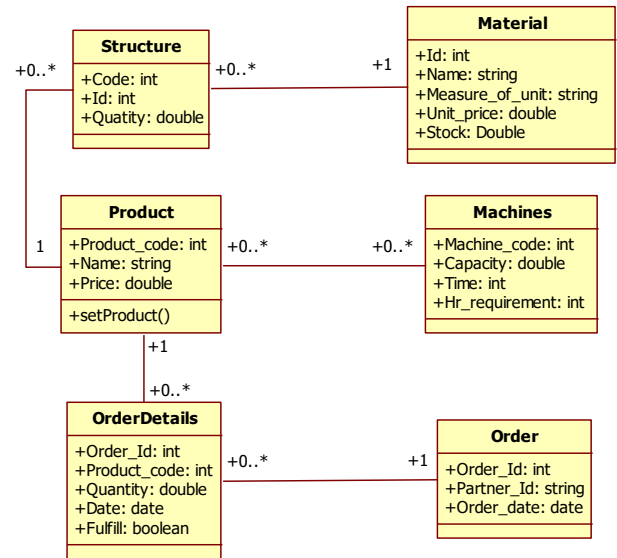 Structure
+Code: int
+Id: int
+Quatity: double
Material
+Id: int
+Name: string
+Measure_of_unit: string
+Unit_price: double
+Stock: Double
+0..*
+0..*
+1
Product
+Product_code: int
+Name: string
+Price: double
+setProduct()
1
+0..*
+0..*
Machines
+Machine_code: int
+Capacity: double
+Time: int
+Hr_requirement: int
+1
+0..*
OrderDetails
+Order_Id: int
+Product_code: int
+Quantity: double
+Date: date
+Fulfill: boolean
+0..*
+1
Order
+Order_Id: int
+Partner_Id: string
+Order_date: date